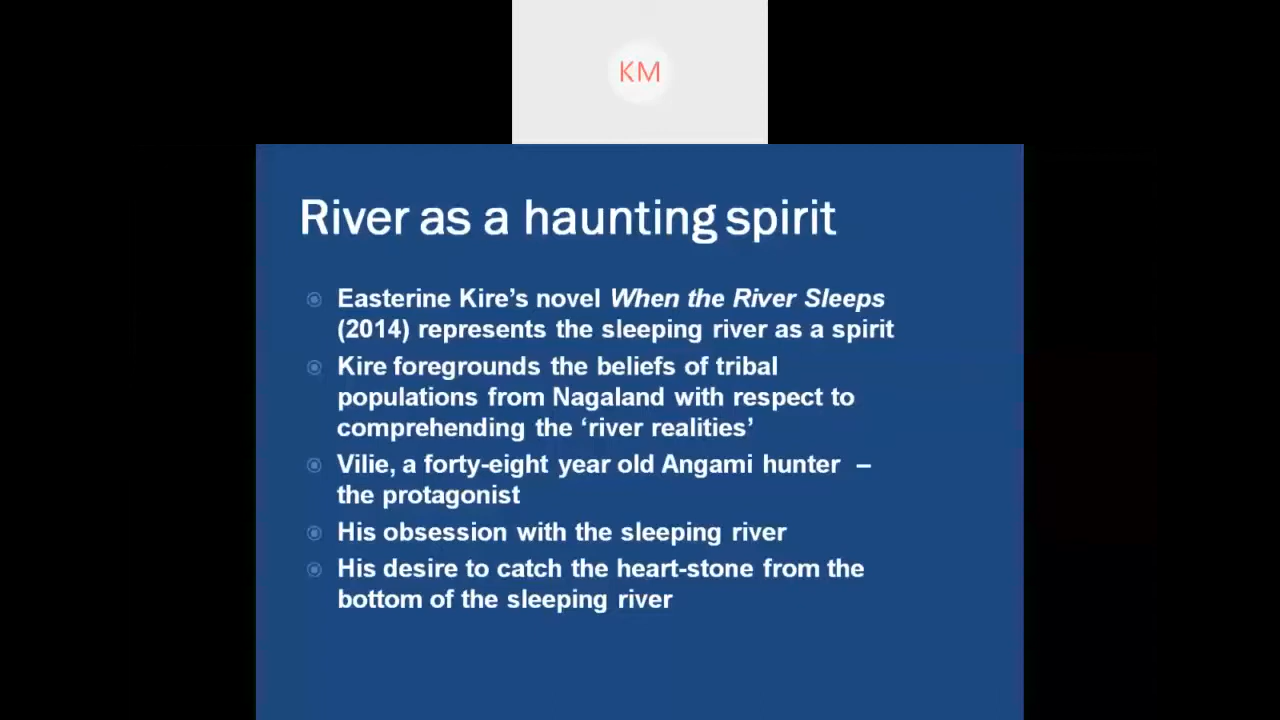 KM
River as a haunting spirit
Easterine Kire’s novel When the River Sleeps
(2014) represents the sleeping river as a spirit
Kire foregrounds the beliefs of tribal
populations from Nagaland with respect to
comprehending the ‘river realities’
Vilie, a forty-eight year old Angami hunter –
the protagonist
His obsession with the sleeping river
His desire to catch the heart-stone from the
bottom of the sleeping river